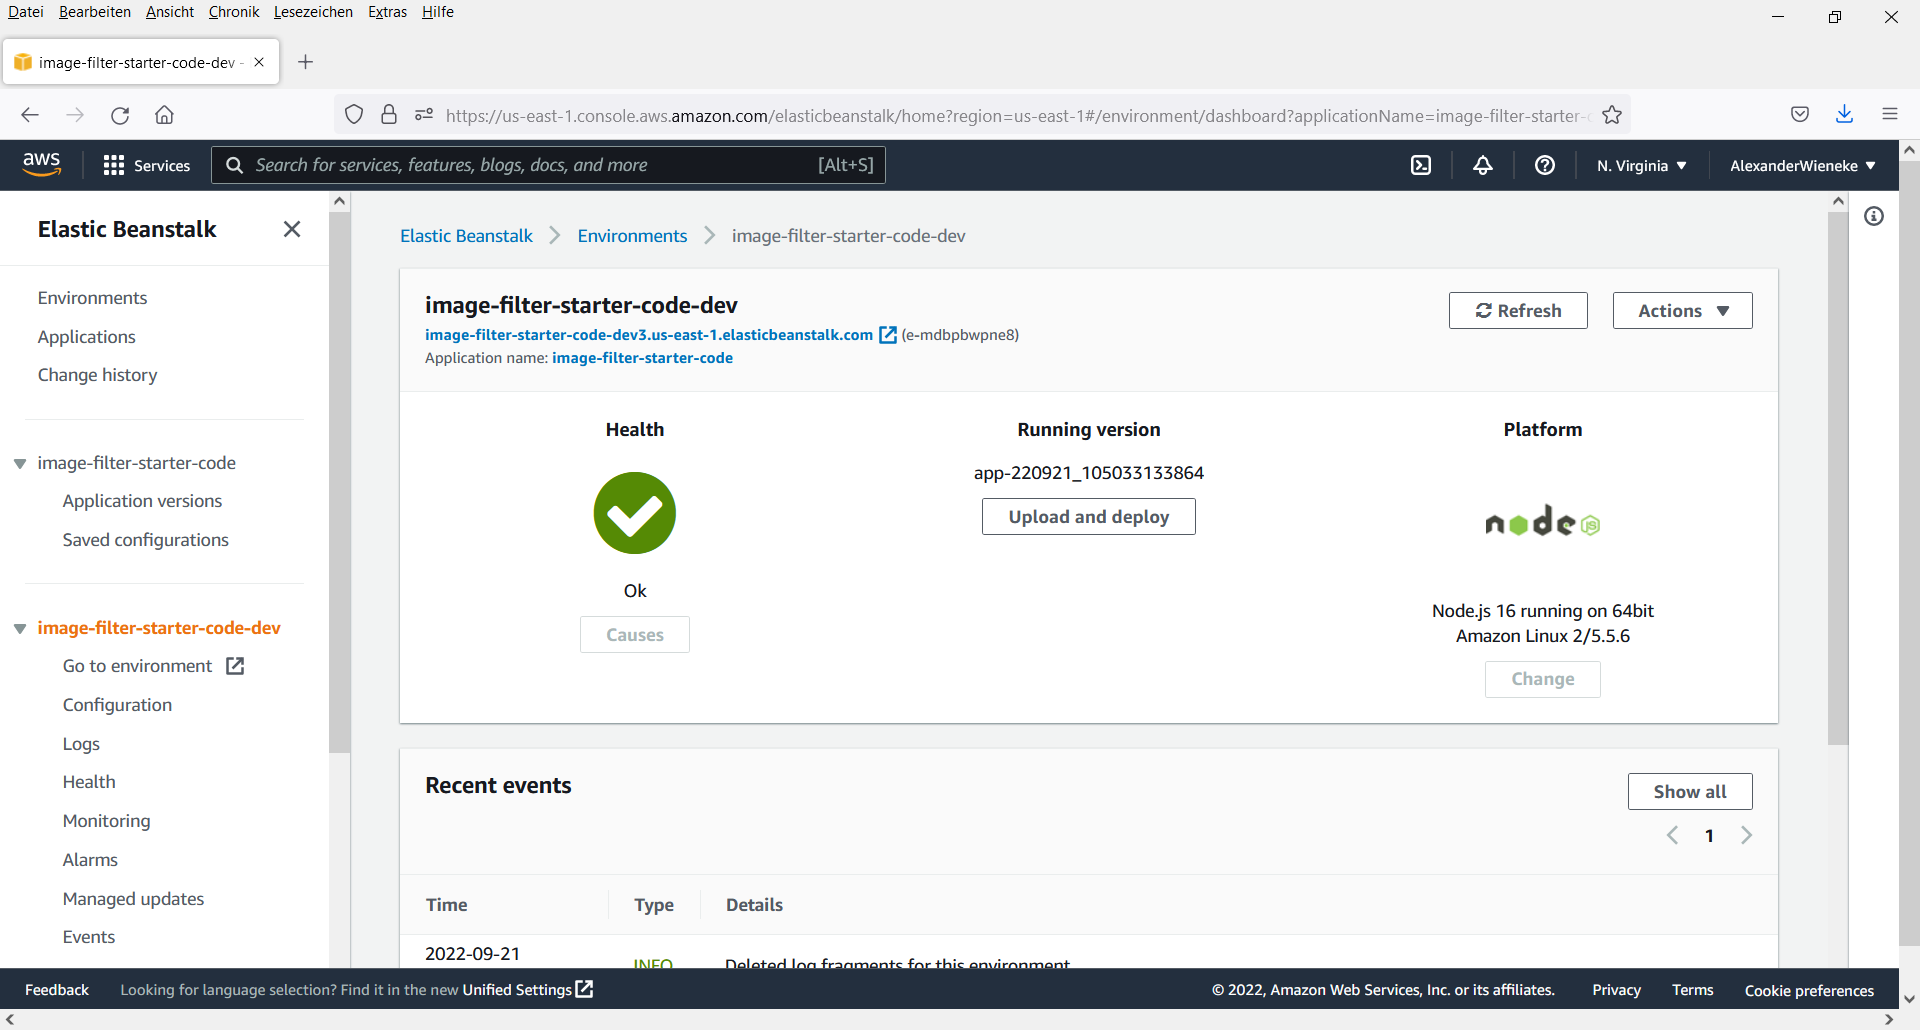 Datei Bearbeiten Ansicht Chronik Lesezeichen Extras Hilfe
image-filter-starter-code-dev -
https://us-east-1.console.aws.amazon.com/elasticbeanstalk/home?region=us-east-1#/environment/dashboard?applicationName=image-filter-starter-
aws Services Search for services, features, blogs, docs, and more [Alt+S] N. Virginia AlexanderWieneke
Elastic Beanstalk
Environments
Applications
Change history
image-filter-starter-code
Application versions
Saved configurations
image-filter-starter-code-dev
Go to environment
Configuration
Logs
Health
Monitoring
Alarms
Managed updates
Events
Elastic Beanstalk Environments image-filter-starter-code-dev
image-filter-starter-code-dev
image-filter-starter-code-dev3.us-east-1.elasticbeanstalk.com (e-mdbpbwpne8)
Application name: image-filter-starter-code
Refresh Actions
Health
Ok
Causes
Running version
app-220921_105033133864
Upload and deploy
Platform
node JS
Node.js 16 running on 64bit
Amazon Linux 2/5.5.6
Change
Recent events
Show all
1
Time Type Details
2022-09-21
INFO Deleted log fragments for this environment
Feedback Looking for language selection? Find it in the new Unified Settings © 2022, Amazon Web Services, Inc. or its affiliates. Privacy Terms Cookie preferences